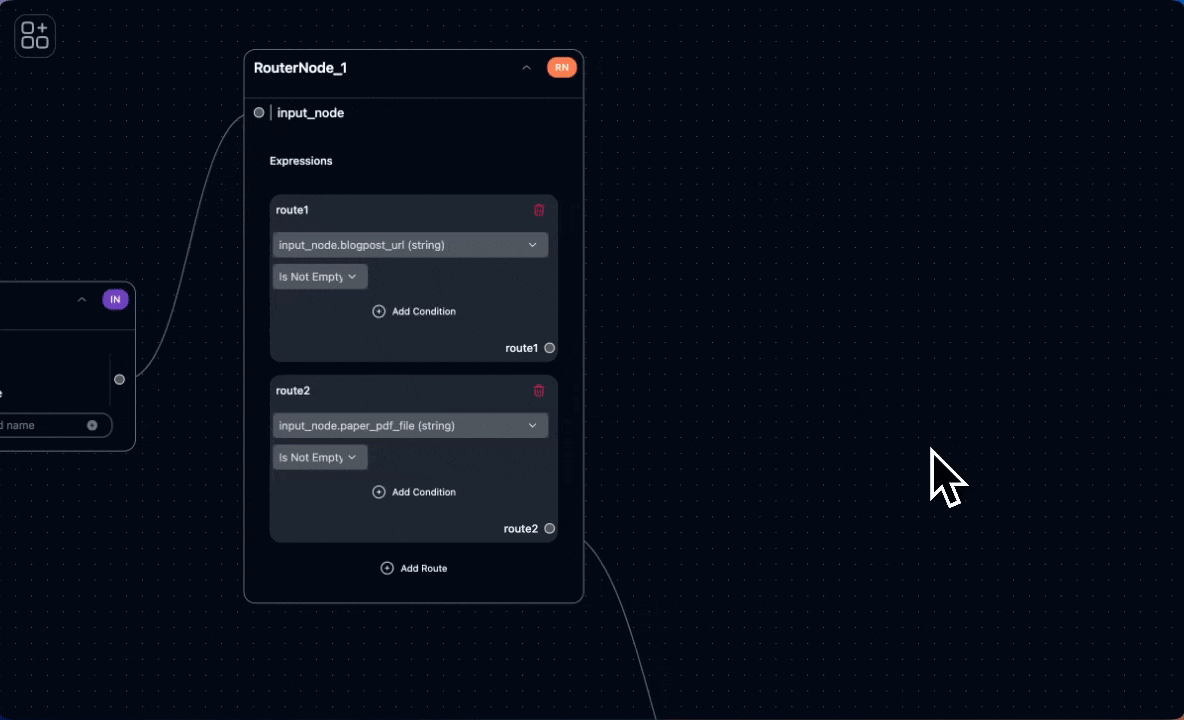 RouterNode_1
RN
input_node
Expressions
route1
input_node.blogpost_url (string)
Is Not Empty
Add Condition
route1
IN
d name
route2
input_node.paper_pdf_file (string)
Is Not Empty
Add Condition
route2
Add Route